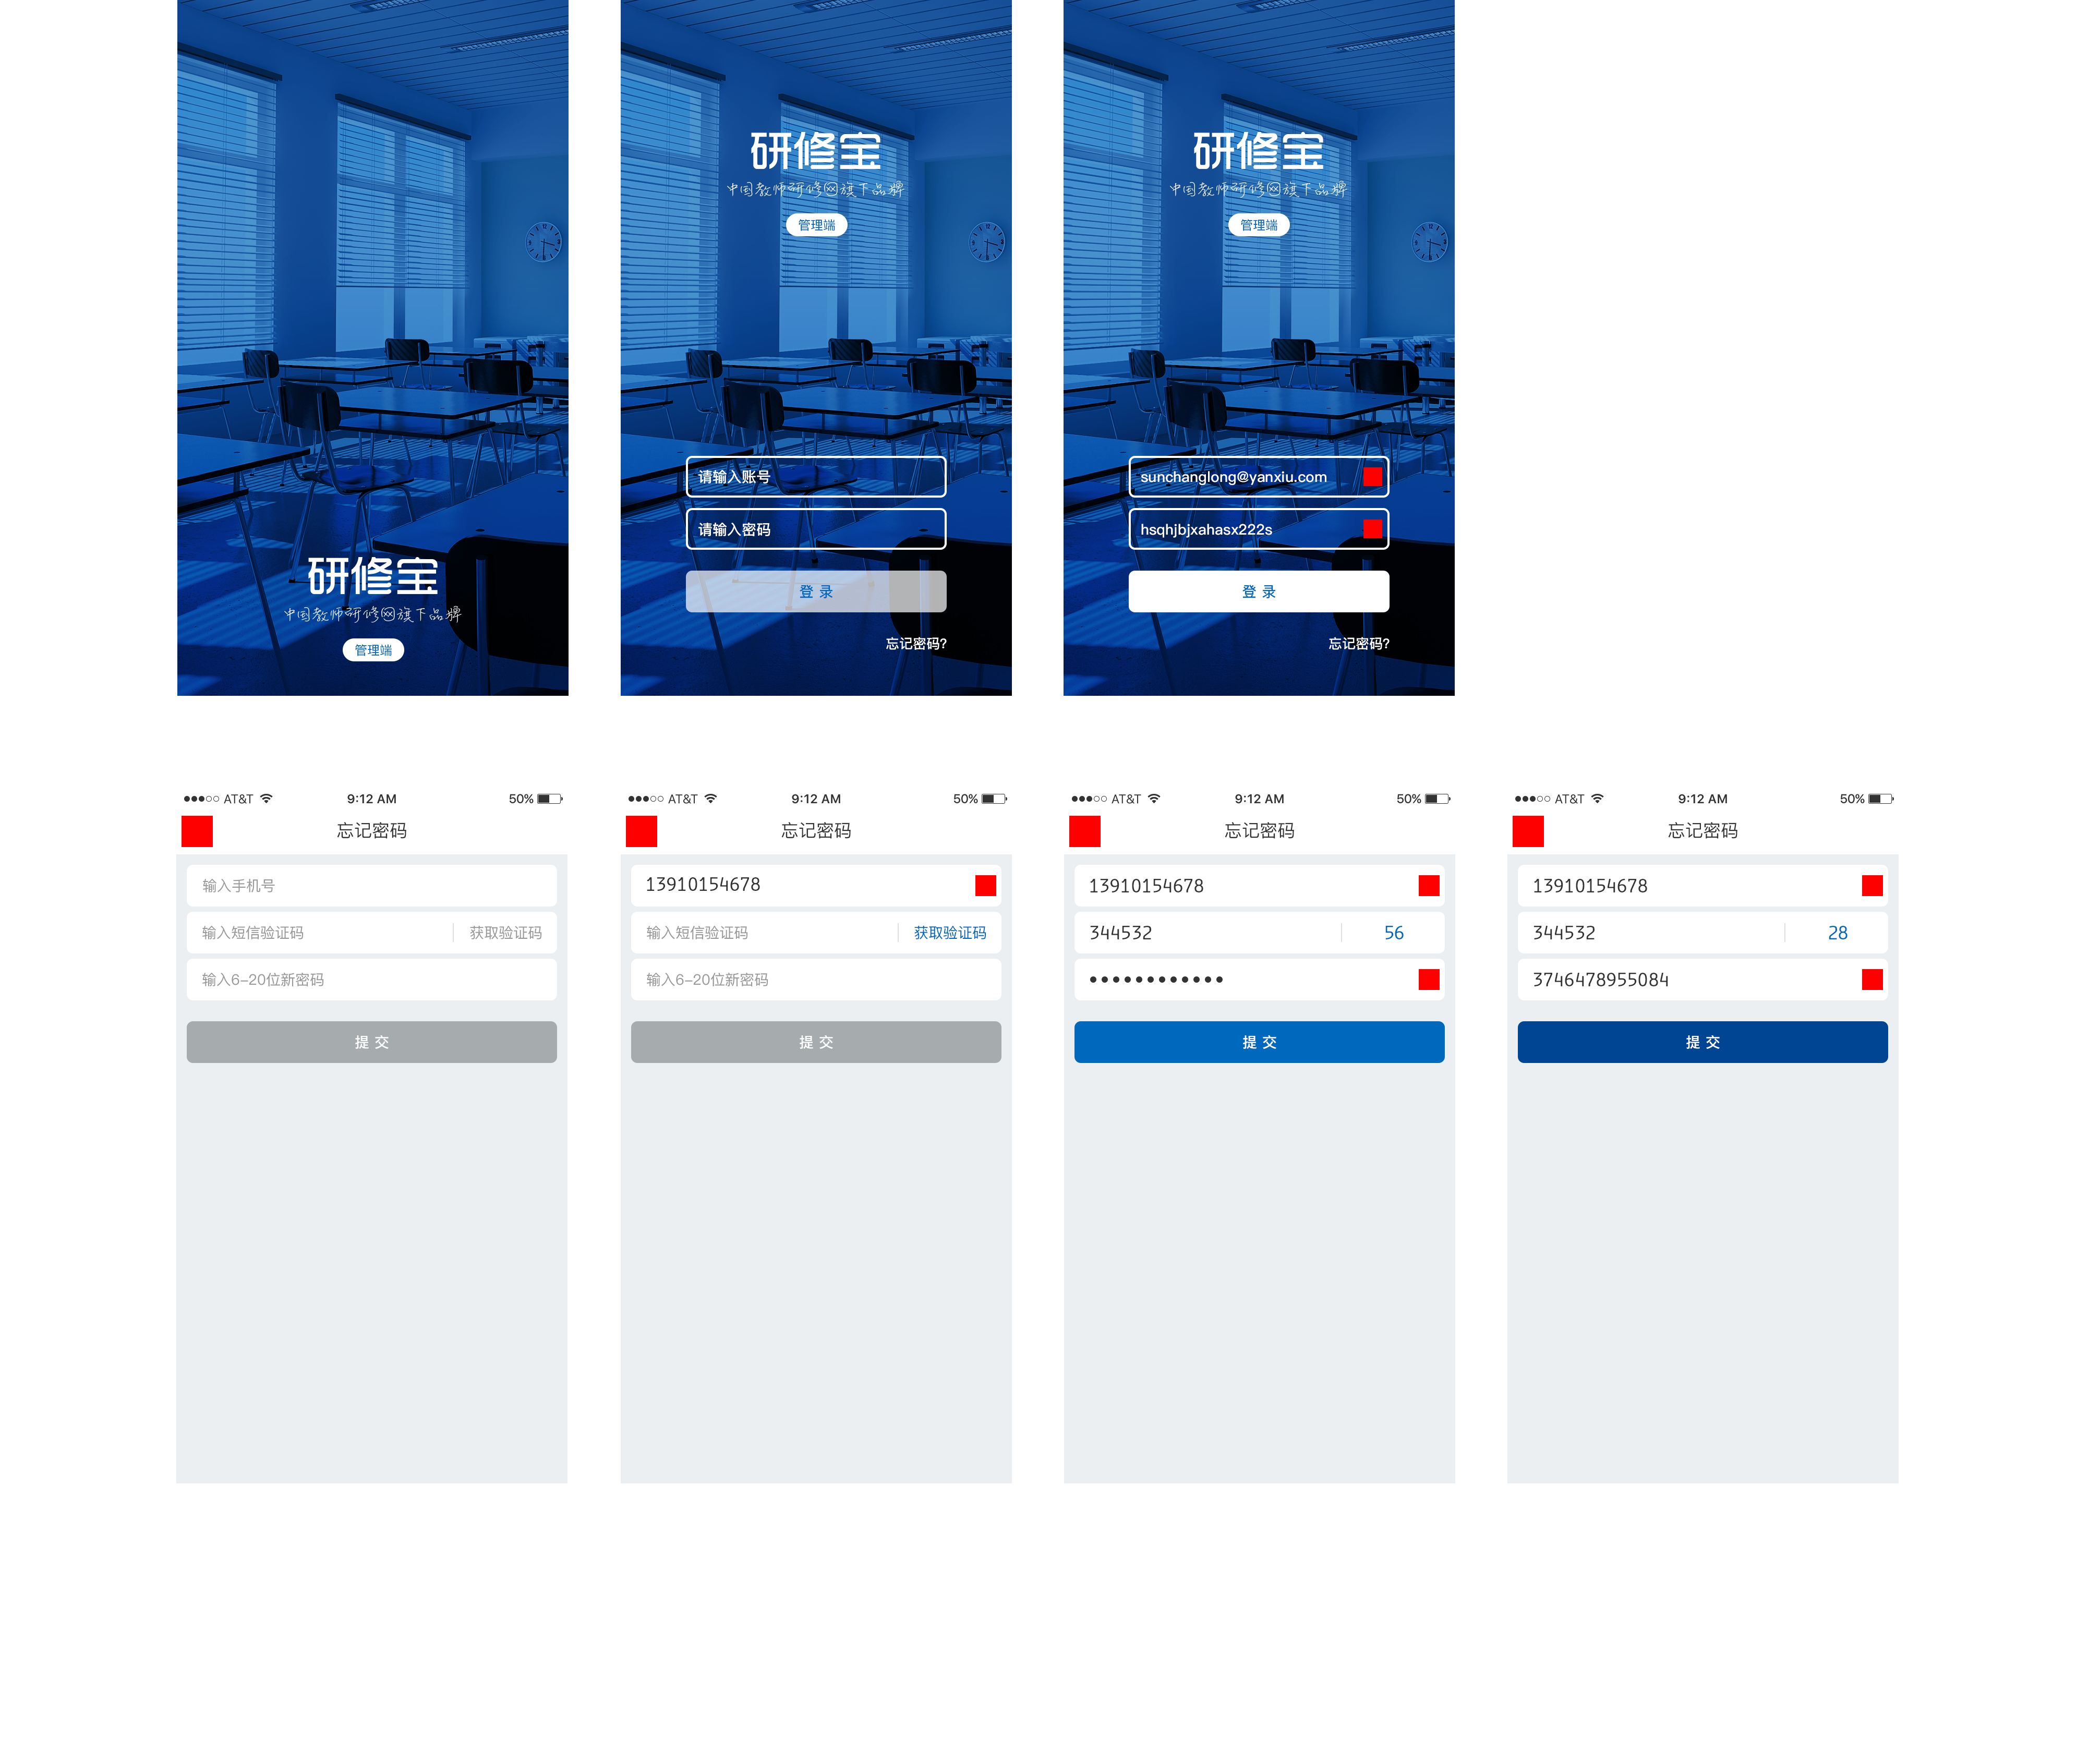 研修宝
中国教师研修网旗下品牌
管理端
研修宝
中国教师研修网旗下品牌
管理端
请输入账号
请输入密码
登 录
忘记密码?
研修宝
中国教师研修网旗下品牌
管理端
sunchanglong@yanxiu.com
hsqhjbjxahasx222s
登 录
忘记密码?
AT&T 9:12 AM 50%
忘记密码
输入手机号
输入短信验证码 获取验证码
输入6-20位新密码
提 交
AT&T 9:12 AM 50%
忘记密码
13910154678
输入短信验证码 获取验证码
输入6-20位新密码
提 交
AT&T 9:12 AM 50%
忘记密码
13910154678
344532 56
●●●●●●●●●●●●
提 交
AT&T 9:12 AM 50%
忘记密码
13910154678
344532 28
3746478955084
提 交